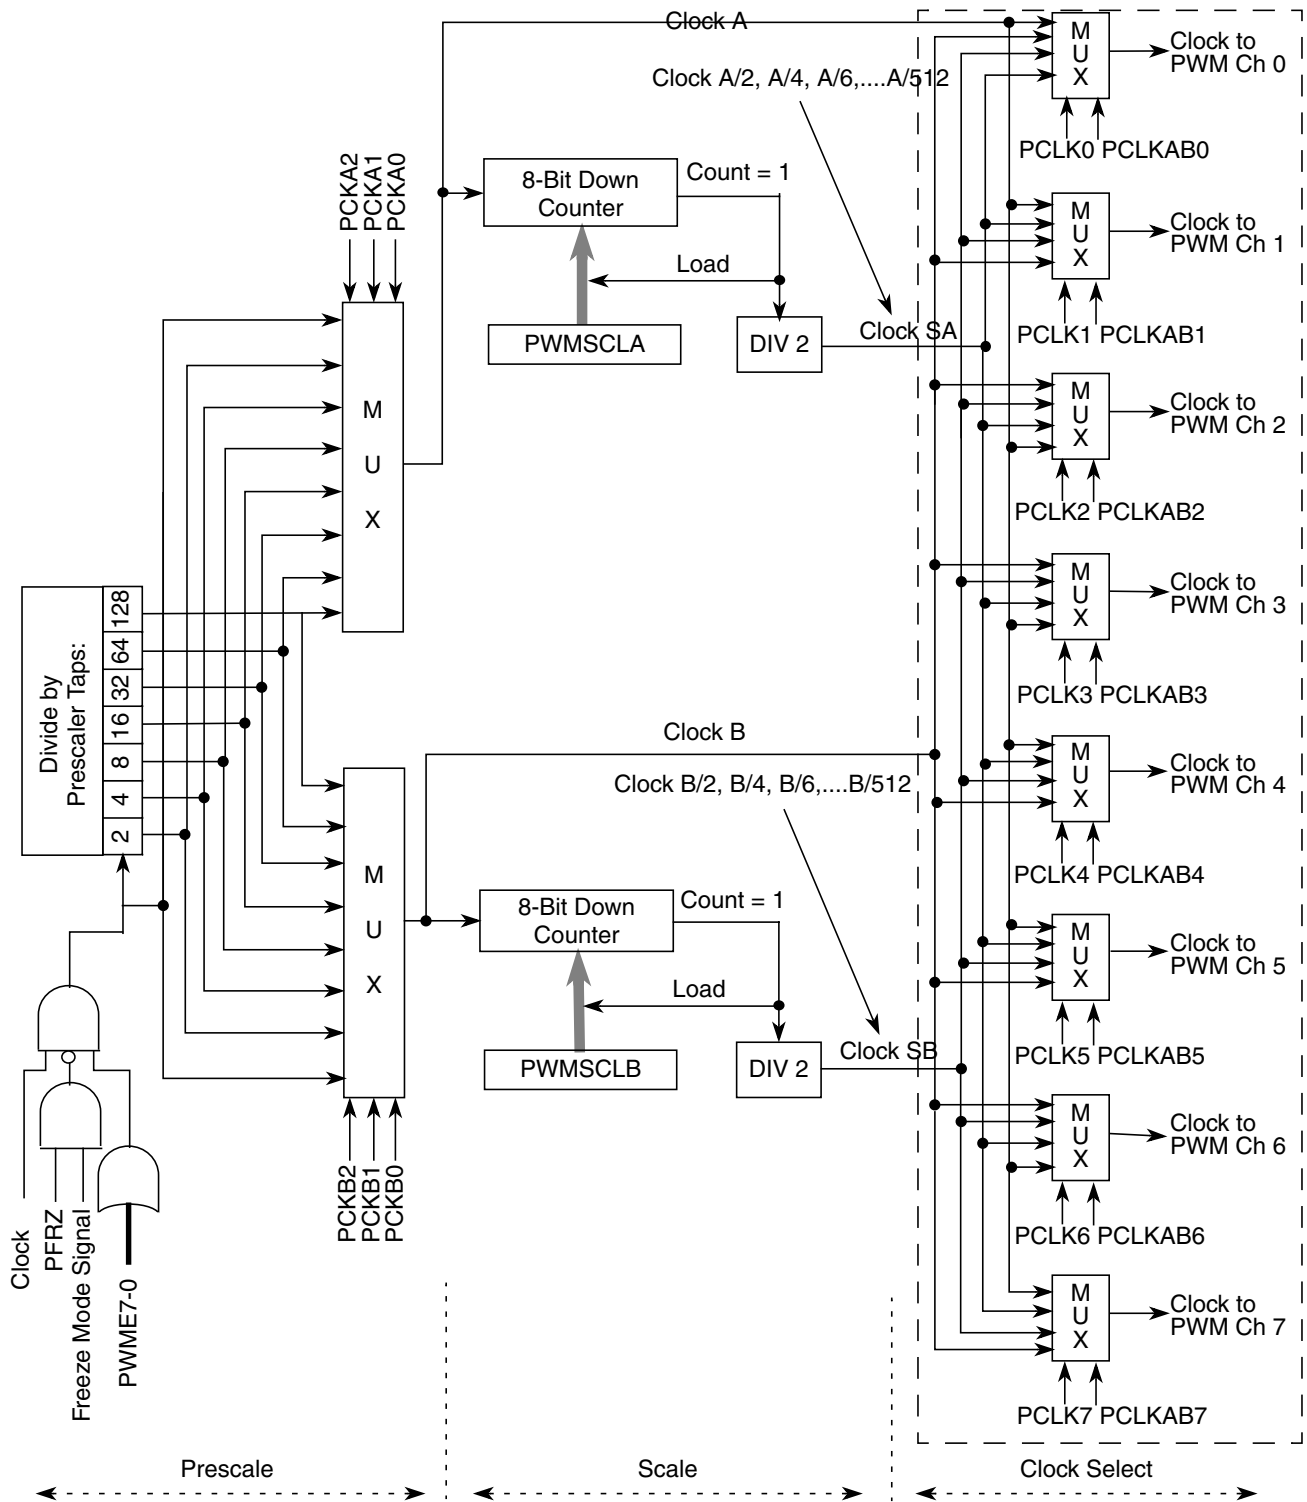 Clock A
Clock A/2, A/4, A/6,....A/512
PCKA2
PCKA1
PCKA0
8-Bit Down
Counter
Count = 1
Load
PWMSCLA
DIV 2
Clock SA
M
U
X
Divide by
Prescaler Taps:
128
64
32
16
8
4
2
Clock B
Clock B/2, B/4, B/6,....B/512
M
U
X
8-Bit Down
Counter
Count = 1
Load
PWMSCLB
DIV 2
Clock SB
PCKB2
PCKB1
PCKB0
Clock
PFRZ
Freeze Mode Signal
PWME7-0
M
U
X
Clock to
PWM Ch 0
PCLK0 PCLKAB0
M
U
X
Clock to
PWM Ch 1
PCLK1 PCLKAB1
M
U
X
Clock to
PWM Ch 2
PCLK2 PCLKAB2
M
U
X
Clock to
PWM Ch 3
PCLK3 PCLKAB3
M
U
X
Clock to
PWM Ch 4
PCLK4 PCLKAB4
M
U
X
Clock to
PWM Ch 5
PCLK5 PCLKAB5
M
U
X
Clock to
PWM Ch 6
PCLK6 PCLKAB6
M
U
X
Clock to
PWM Ch 7
PCLK7 PCLKAB7
Prescale
Scale
Clock Select